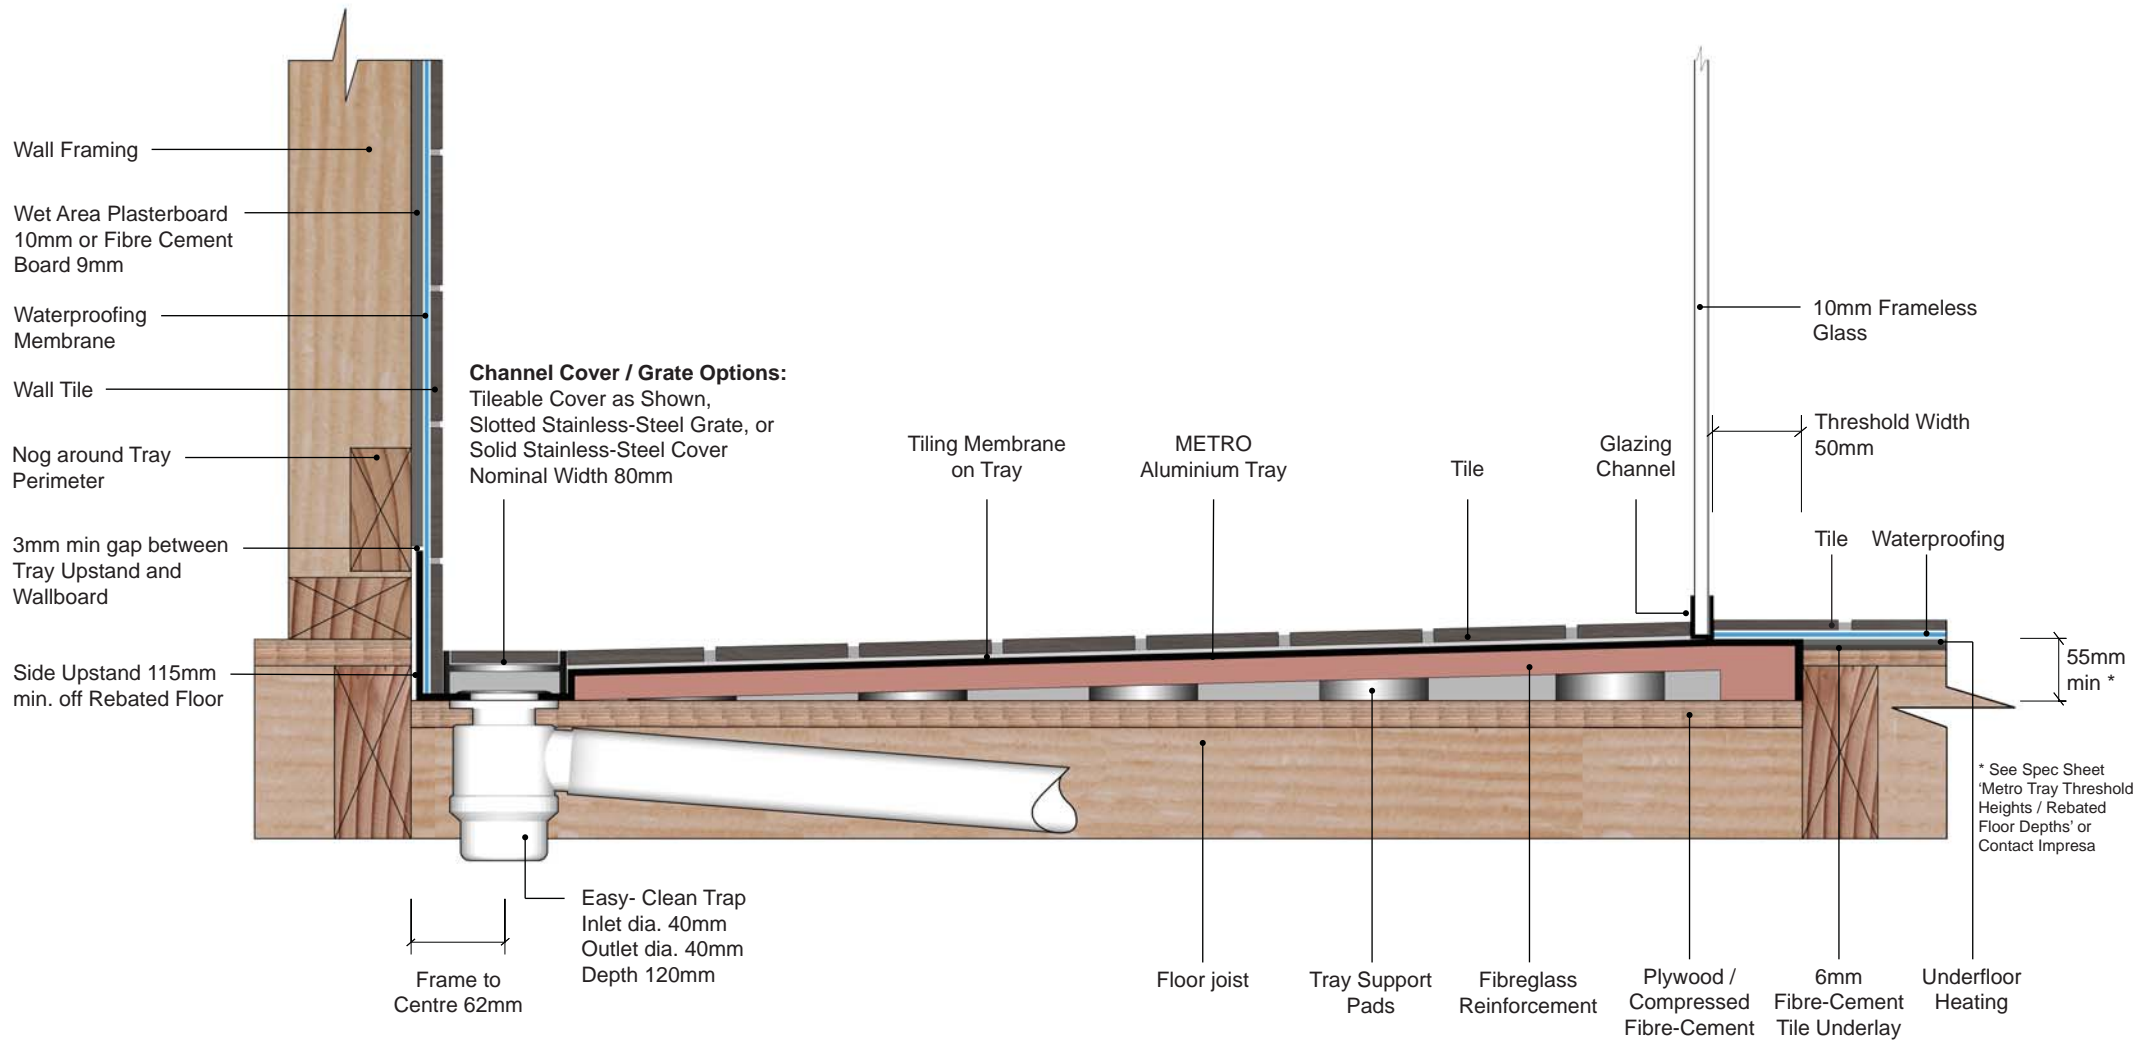 Wall Framing
Wet Area Plasterboard
10mm or Fibre Cement
Board 9mm
Waterproofing
Membrane
Wall Tile
Nog around Tray
Perimeter
3mm min gap between
Tray Upstand and
Wallboard
Side Upstand 115mm
min. off Rebated Floor
Channel Cover / Grate Options:
Tileable Cover as Shown,
Slotted Stainless-Steel Grate, or
Solid Stainless-Steel Cover
Nominal Width 80mm
Tiling Membrane
on Tray
METRO
Aluminium Tray
Tile
Glazing
Channel
10mm Frameless
Glass
Threshold Width
50mm
Tile
Waterproofing
55mm
min *
* See Spec Sheet
‘Metro Tray Threshold
Heights / Rebated
Floor Depths’ or
Contact Impresa
Easy- Clean Trap
Inlet dia. 40mm
Outlet dia. 40mm
Depth 120mm
Frame to
Centre 62mm
Floor joist
Tray Support
Pads
Fibreglass
Reinforcement
Plywood /
Compressed
Fibre-Cement
6mm
Fibre-Cement
Tile Underlay
Underfloor
Heating